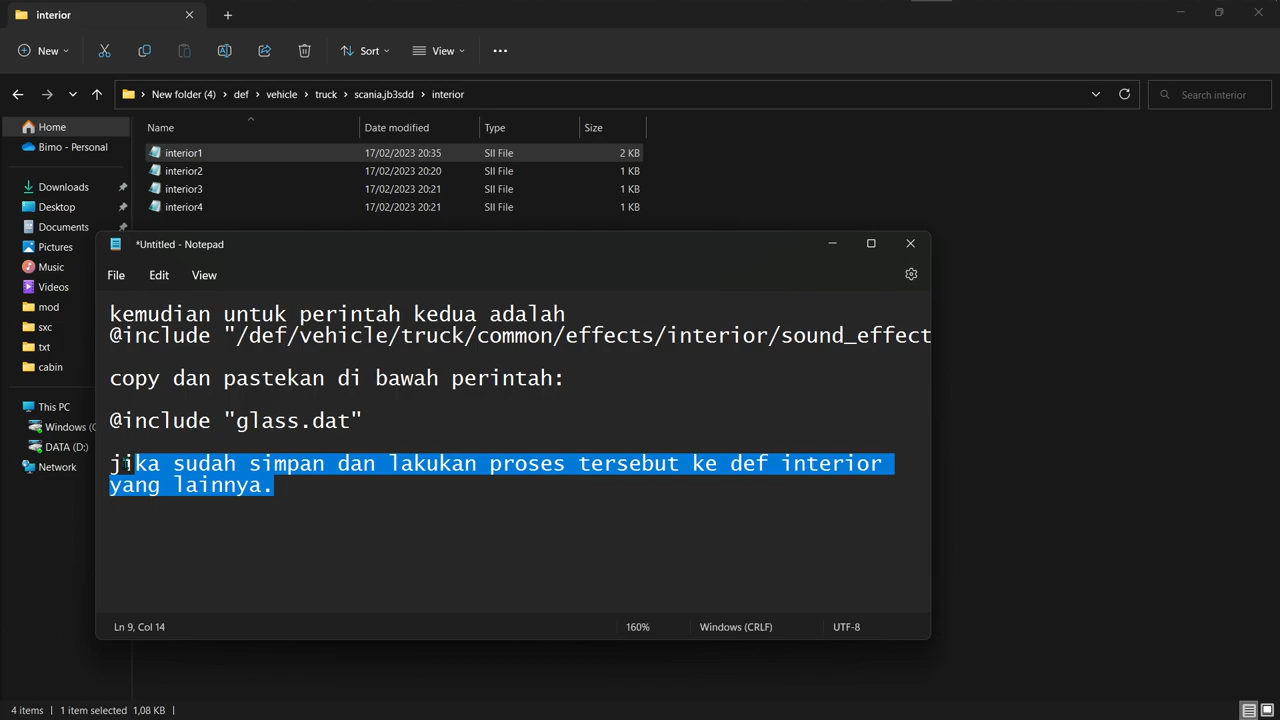 interior
New
Sort
View
New folder (4) def vehicle truck scania.jb3sdd interior
Search interior
Home
Bimo - Personal
Downloads
Desktop
Documents
Pictures
Music
Videos
mod
sxc
txt
cabin
This PC
Windows (C
DATA (D:)
Network
Name Date modified Type Size
interior1 17/02/2023 20:35 SII File 2 KB
interior2 17/02/2023 20:20 SII File 1 KB
interior3 17/02/2023 20:21 SII File 1 KB
interior4 17/02/2023 20:21 SII File 1 KB
*Untitled - Notepad
File Edit View
kemudian untuk perintah kedua adalah
@include "/def/vehicle/truck/common/effects/interior/sound_effect
copy dan pastekan di bawah perintah:
@include "glass.dat"
jika sudah simpan dan lakukan proses tersebut ke def interior
yang lainnya.
Ln 9, Col 14 160% Windows (CRLF) UTF-8
4 items 1 item selected 1,08 KB